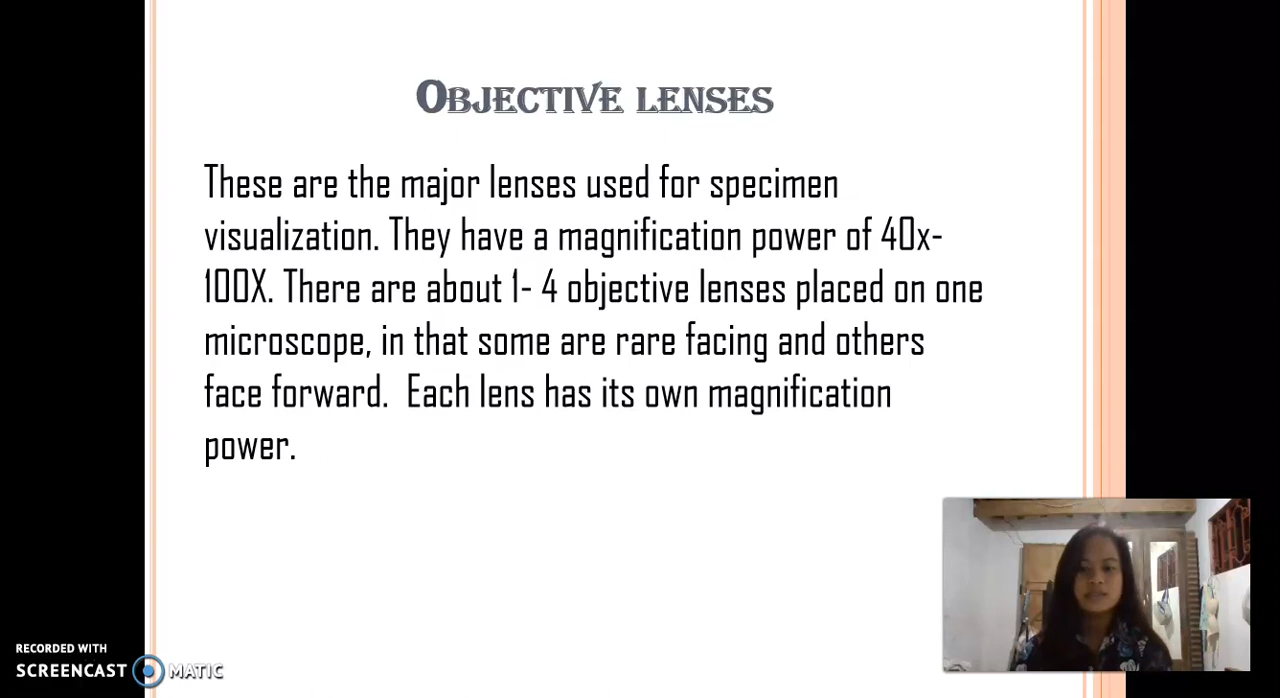 OBJECTIVE LENSES
These are the major lenses used for specimen
visualization. They have a magnification power of 40x-
100X. There are about 1- 4 objective lenses placed on one
microscope, in that some are rare facing and others
face forward.  Each lens has its own magnification
power.
RECORDED WITH
SCREENCAST MATIC